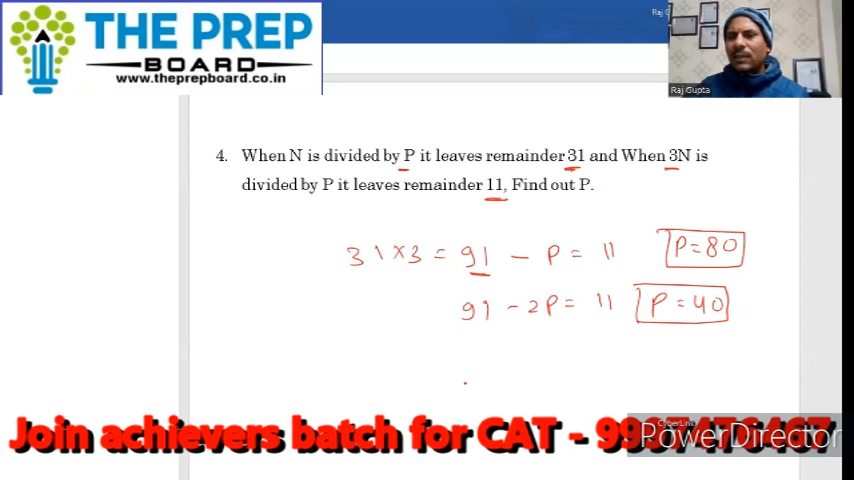 THE PREP
BOARD
www.theprepboard.co.in
Raj G
Raj Gupta
4. When N is divided by P it leaves remainder 31 and When 3N is
divided by P it leaves remainder 11, Find out P.
31 x 3 = 91 - P = 11 P = 80
91 - 2P = 11 P = 40
Join achievers batch for CAT -
CyberLink
PowerDirector